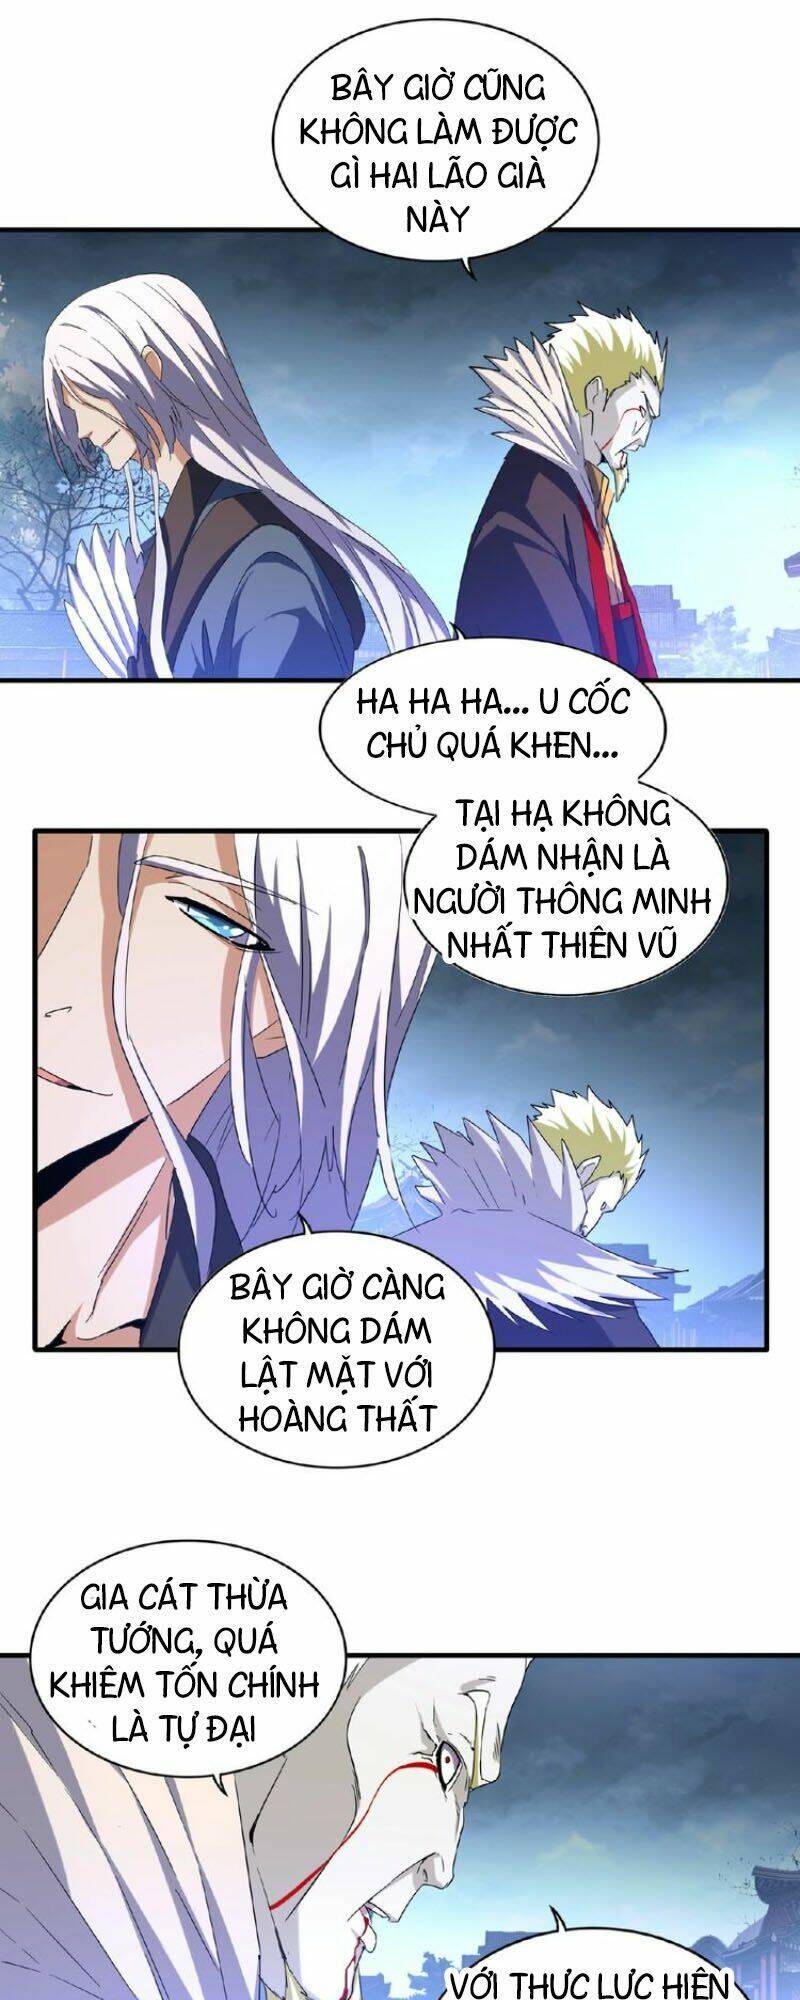 BÂY GIỜ CŨNG
KHÔNG LÀM ĐƯỢC
GÌ HAI LÃO GIÀ
NÀY
HA HA HA... U CỐC
CHỦ QUÁ KHEN...
TẠI HẠ KHÔNG
DÁM NHẬN LÀ
NGƯỜI THÔNG MINH
NHẤT THIÊN VŨ
BÂY GIỜ CÀNG
KHÔNG DÁM
LẬT MẶT VỚI
HOÀNG THẤT
GIA CÁT THỪA
TƯỚNG, QUÁ
KHIÊM TỐN CHÍNH
LÀ TỰ ĐẠI
VỚI THỰC LỰC HIỆN